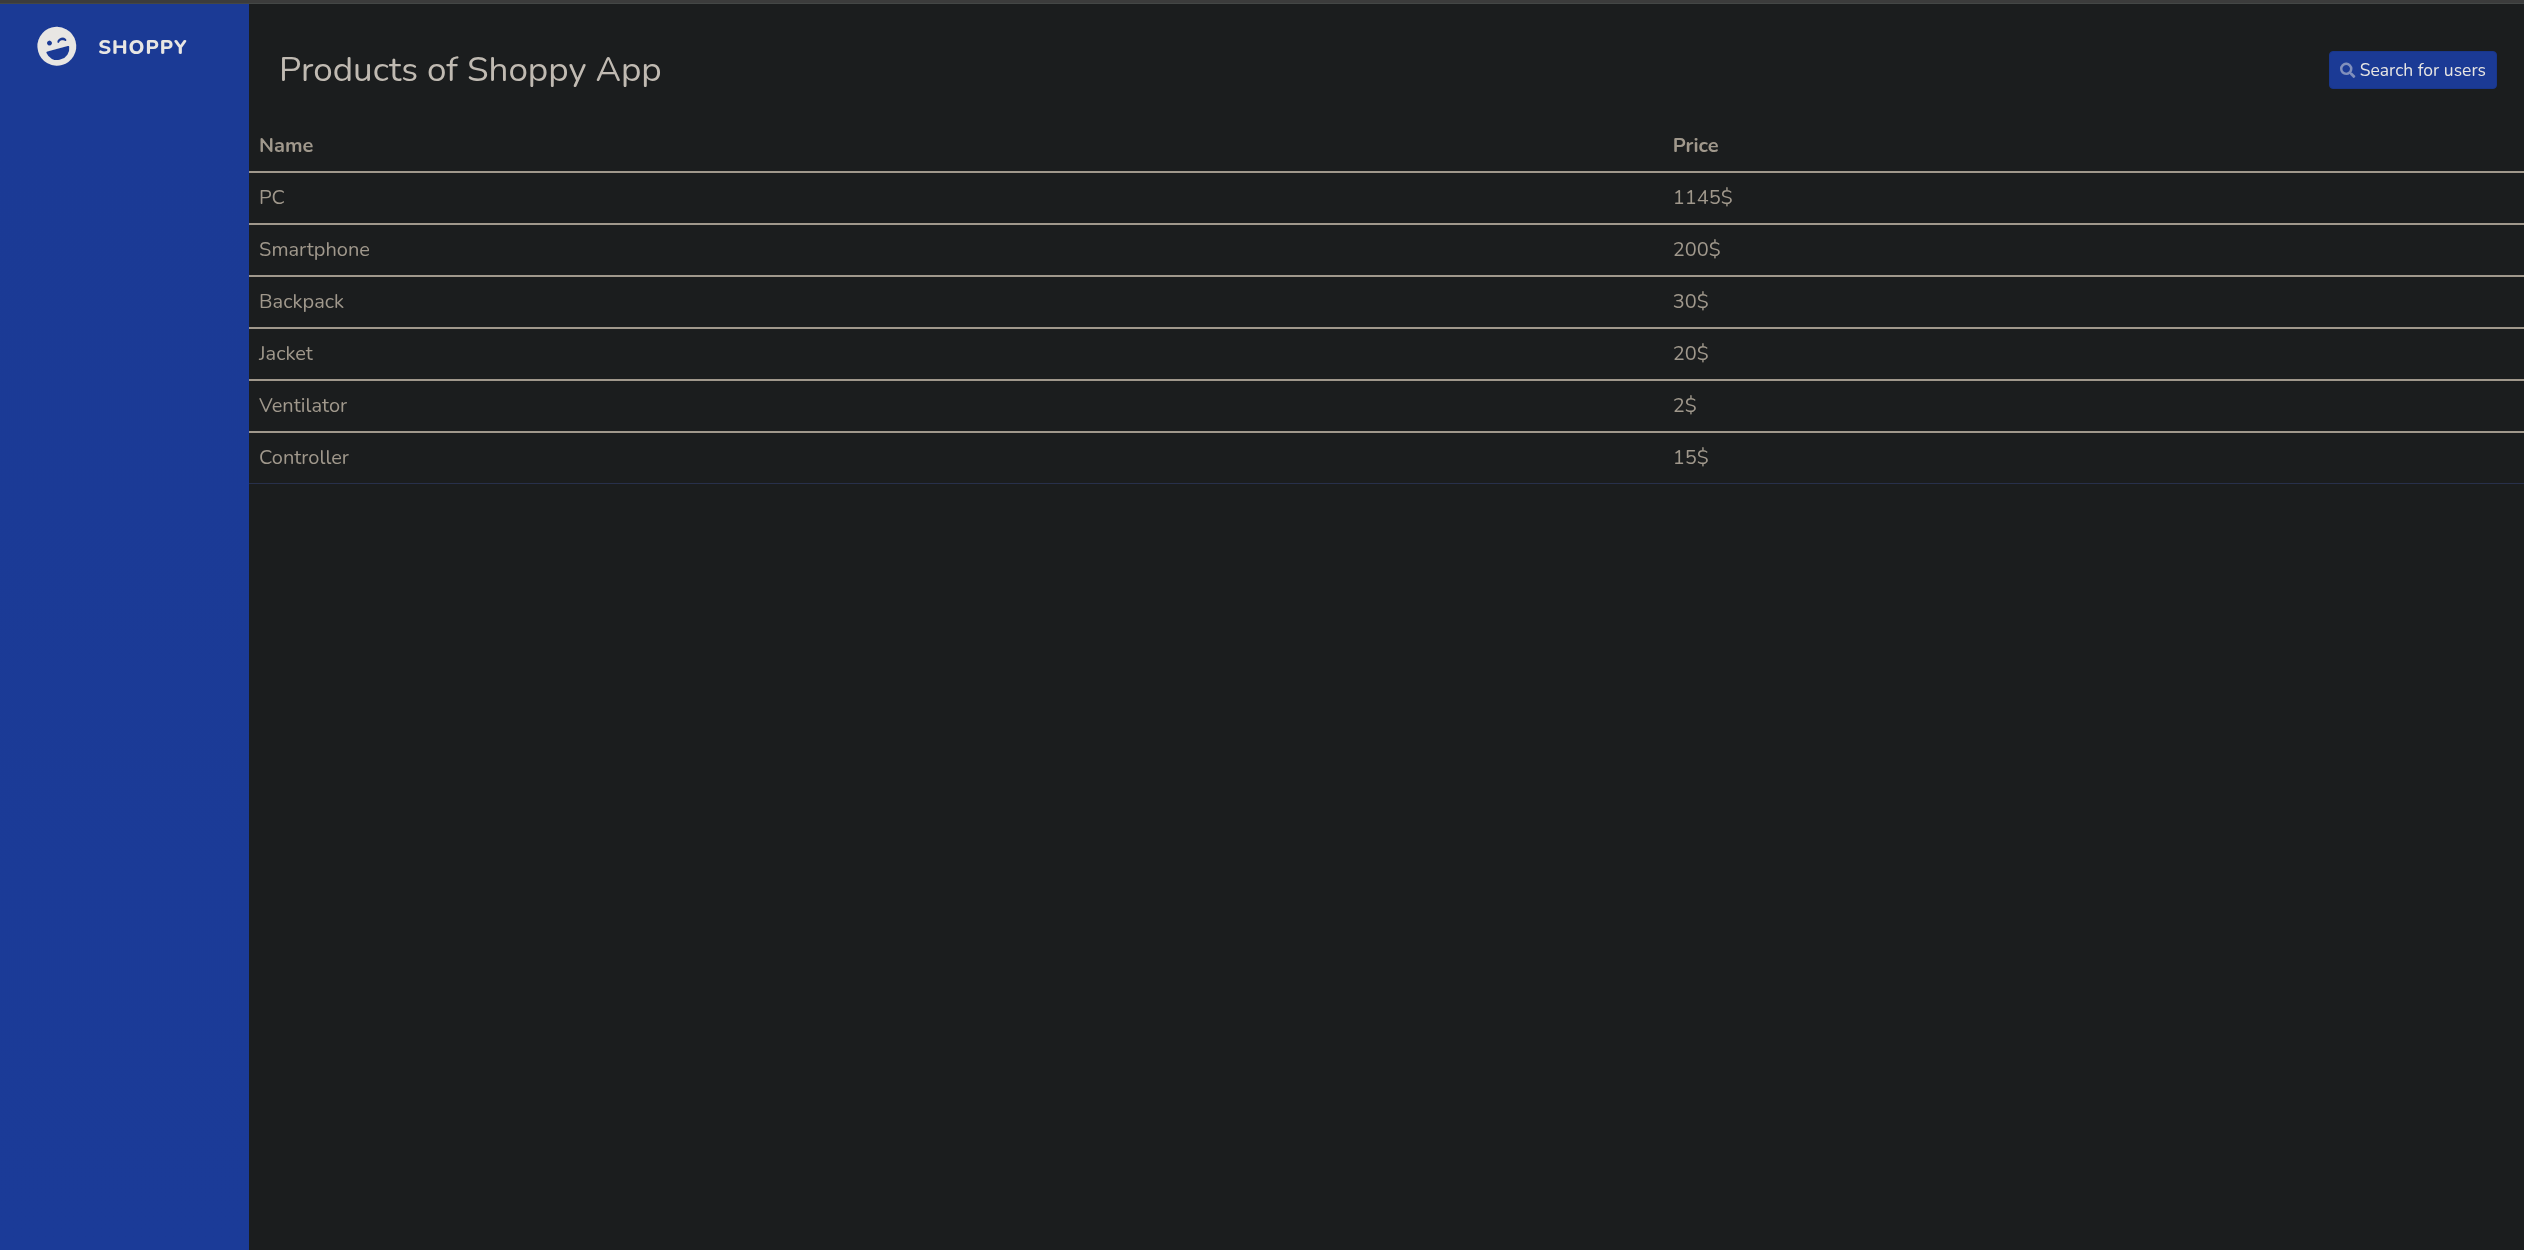 SHOPPY
Products of Shoppy App
Search for users
Name Price
PC 1145$
Smartphone 200$
Backpack 30$
Jacket 20$
Ventilator 2$
Controller 15$